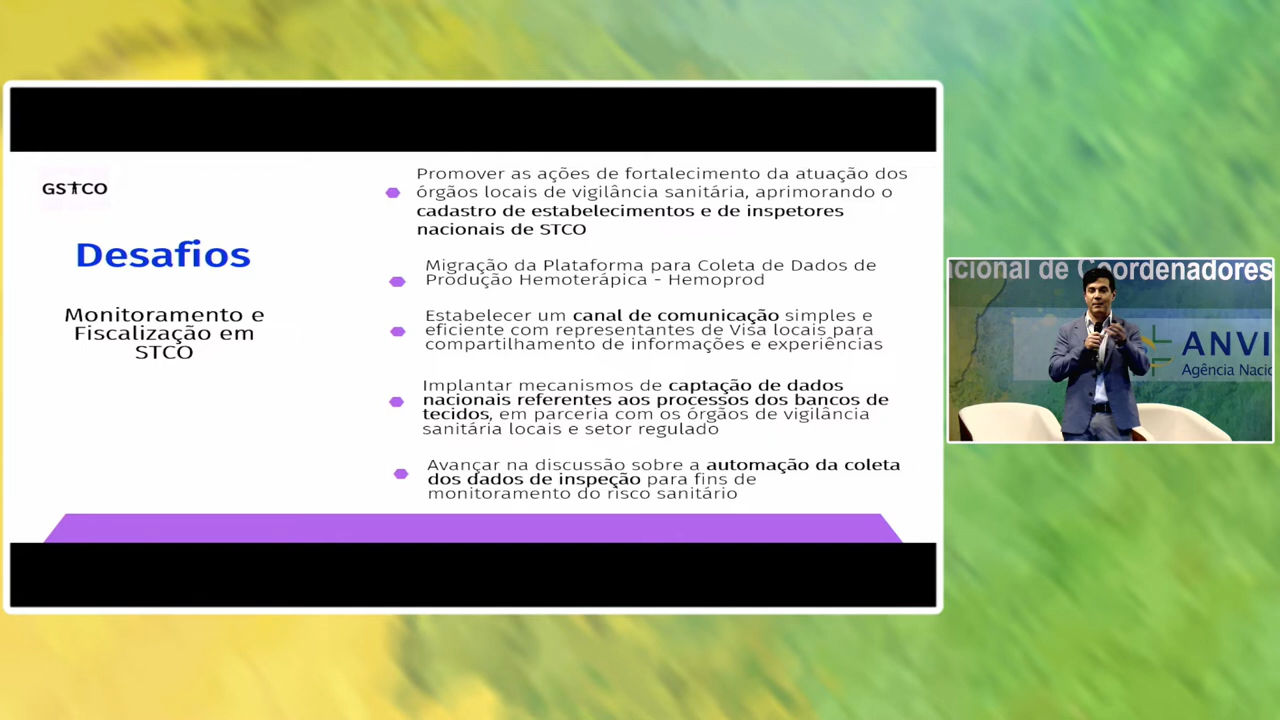 GSTCO
Desafios
Monitoramento e
Fiscalização em
STCO
Promover as ações de fortalecimento da atuação dos
órgãos locais de vigilância sanitária, aprimorando o
cadastro de estabelecimentos e de inspetores
nacionais de STCO
Migração da Plataforma para Coleta de Dados de
Produção Hemoterápica - Hemoprod
Estabelecer um canal de comunicação simples e
eficiente com representantes de Visa locais para
compartilhamento de informações e experiências
Implantar mecanismos de captação de dados
nacionais referentes aos processos dos bancos de
tecidos, em parceria com os órgãos de vigilância
sanitária locais e setor regulado
Avançar na discussão sobre a automação da coleta
dos dados de inspeção para fins de
monitoramento do risco sanitário
icional de Coordenadores
ANVI
Agência Nacio